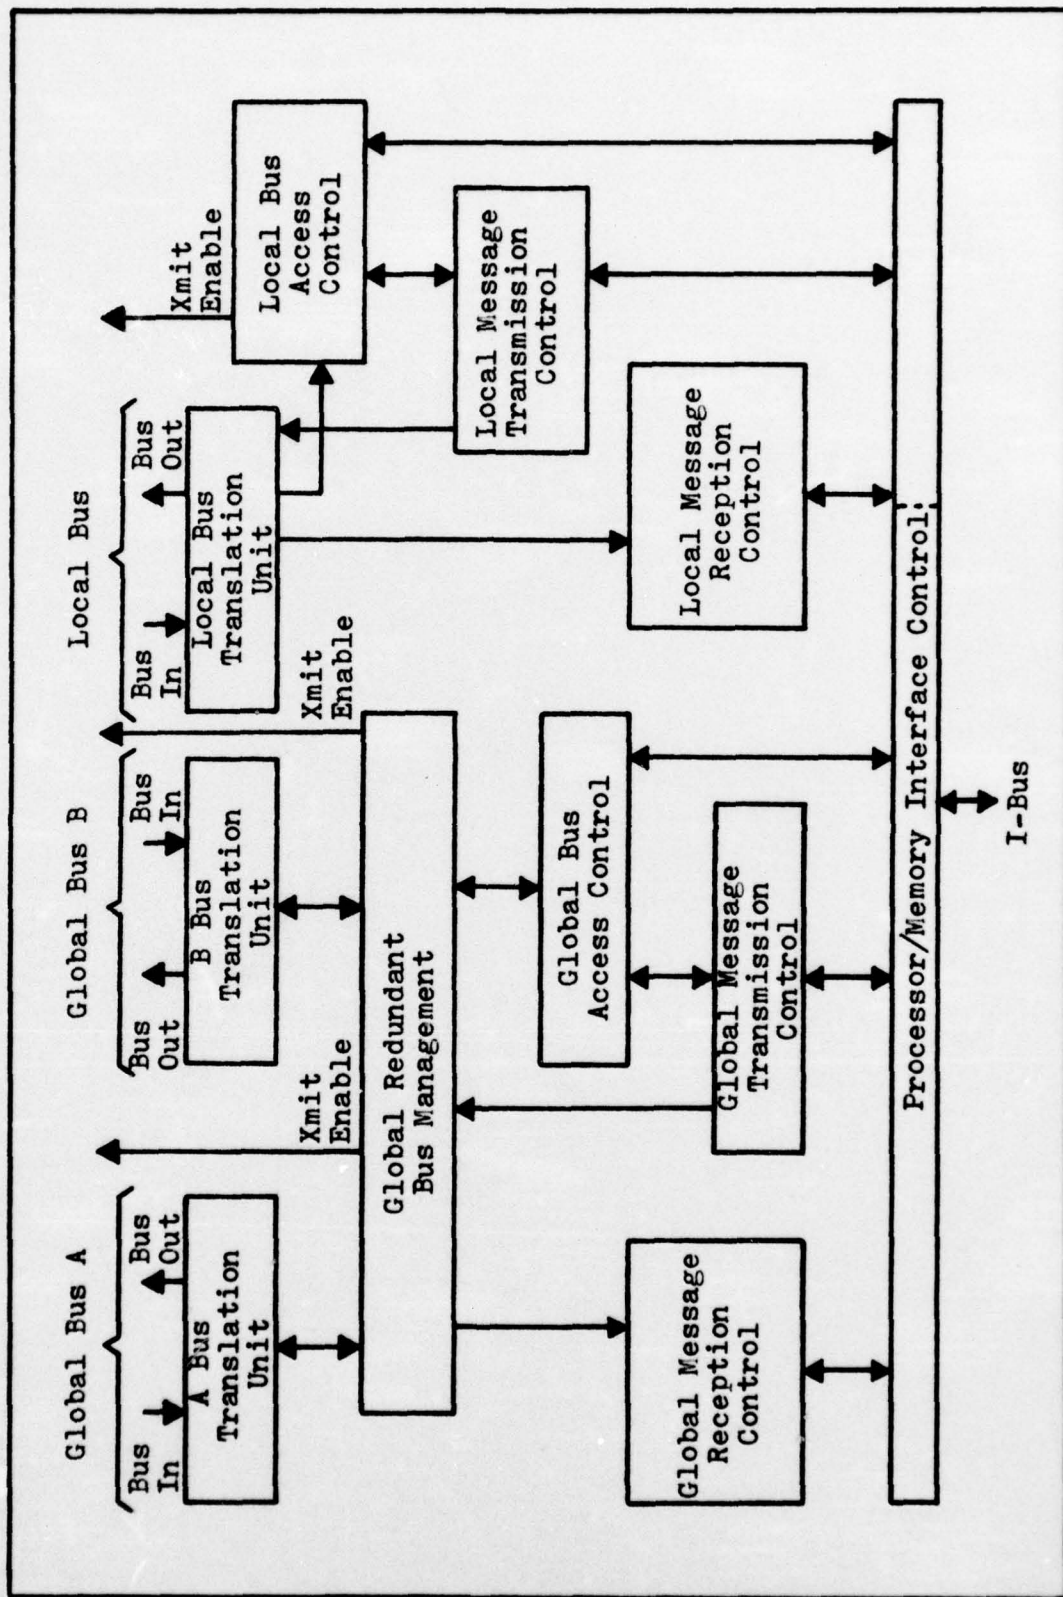 Global Bus A
Bus
In
Bus
Out
A Bus
Translation
Unit
Xmit
Enable
Global Bus B
Bus
Out
Bus
In
B Bus
Translation
Unit
Xmit
Enable
Local Bus
Bus
In
Bus
Out
Local Bus
Translation
Unit
Xmit
Enable
Local Bus
Access
Control
Global Redundant
Bus Management
Global Bus
Access Control
Local Message
Transmission
Control
Global Message
Reception
Control
Global Message
Transmission
Control
Local Message
Reception
Control
Processor/Memory Interface Control
I-Bus